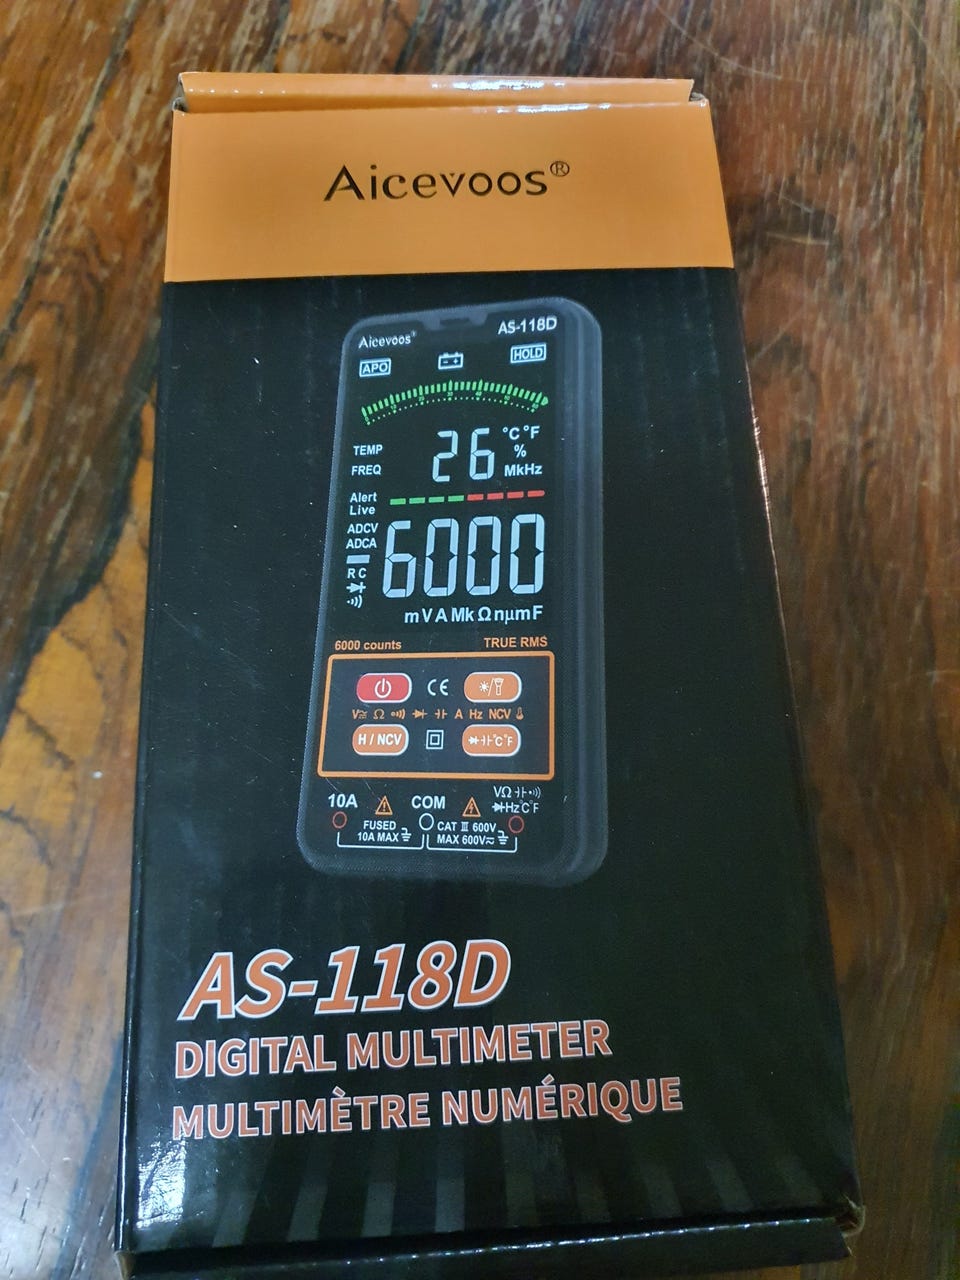 Aicevoos®
Aicevoos® AS-118D
APO HOLD
TEMP 26 °C °F
%
FREQ MkHz
Alert
Live
ADCV
ADCA 6000
R C
mVAMkΩnμmF
6000 counts TRUE RMS
CE
V Ω A Hz NCV
H / NCV °C°F
10A COM VΩ
Hz°C°F
FUSED CAT III 600V
10A MAX MAX 600V
AS-118D
DIGITAL MULTIMETER
MULTIMÈTRE NUMÉRIQUE